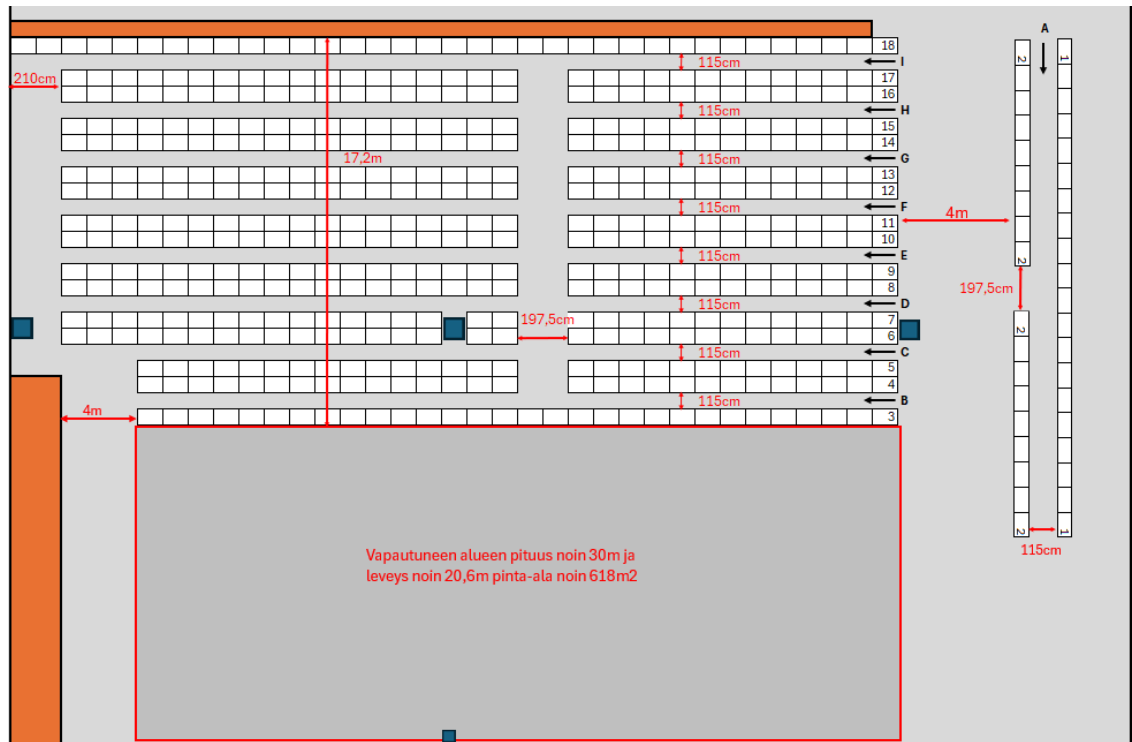 A
18
2
1
115cm
I
210cm
17
16
115cm
H
15
14
17,2m
115cm
G
13
12
115cm
F
4m
11
10
115cm
E
9
2
8
197,5cm
115cm
D
197,5cm
7
2
6
115cm
C
5
4
4m
115cm
B
3
2
1
115cm
Vapautuneen alueen pituus noin 30m ja
leveys noin 20,6m pinta-ala noin 618m2